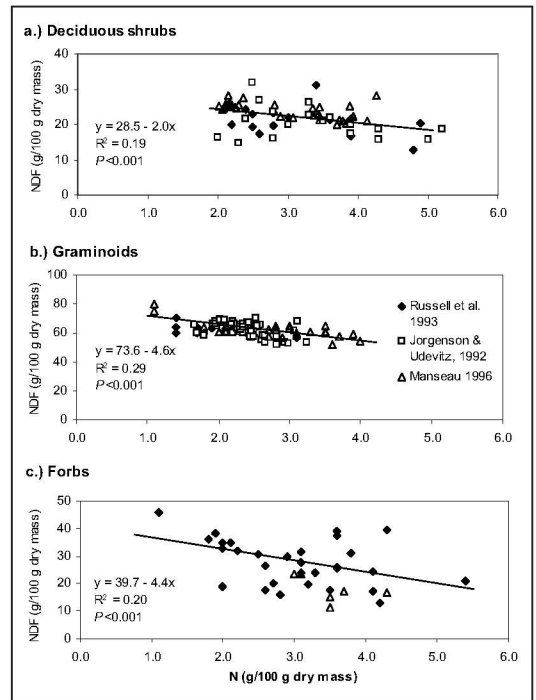 a.) Deciduous shrubs
NDF (g/100 g dry mass)
40
30
20
10
0
y = 28.5 - 2.0x
R² = 0.19
P<0.001
0.0 1.0 2.0 3.0 4.0 5.0 6.0
b.) Graminoids
NDF (g/100 g dry mass)
100
80
60
40
20
0
y = 73.6 - 4.6x
R² = 0.29
P<0.001
Russell et al.
1993
Jorgenson &
Udevitz, 1992
Manseau 1996
0.0 1.0 2.0 3.0 4.0 5.0 6.0
c.) Forbs
NDF (g/100 g dry mass)
50
40
30
20
10
0
y = 39.7 - 4.4x
R² = 0.20
P<0.001
0.0 1.0 2.0 3.0 4.0 5.0 6.0
N (g/100 g dry mass)